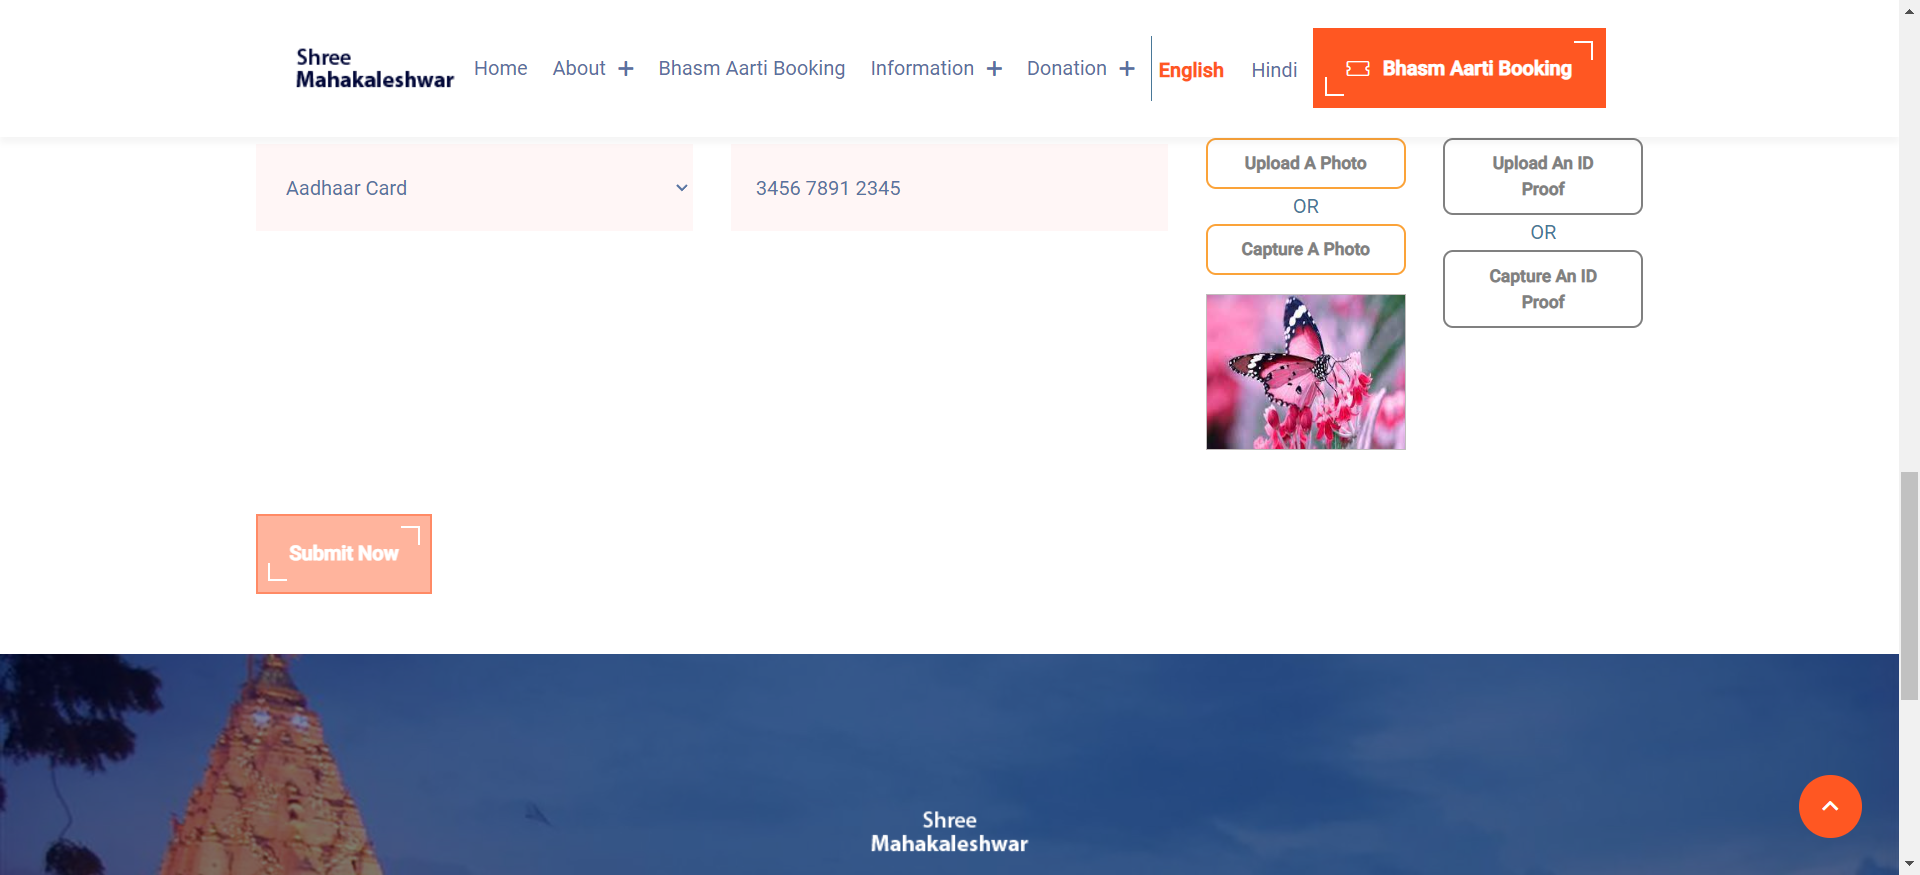 Shree
Mahakaleshwar
Home About Bhasm Aarti Booking Information Donation English Hindi Bhasm Aarti Booking
Aadhaar Card
3456 7891 2345
Upload A Photo
OR
Capture A Photo
Upload An ID
Proof
OR
Capture An ID
Proof
Submit Now
Shree
Mahakaleshwar